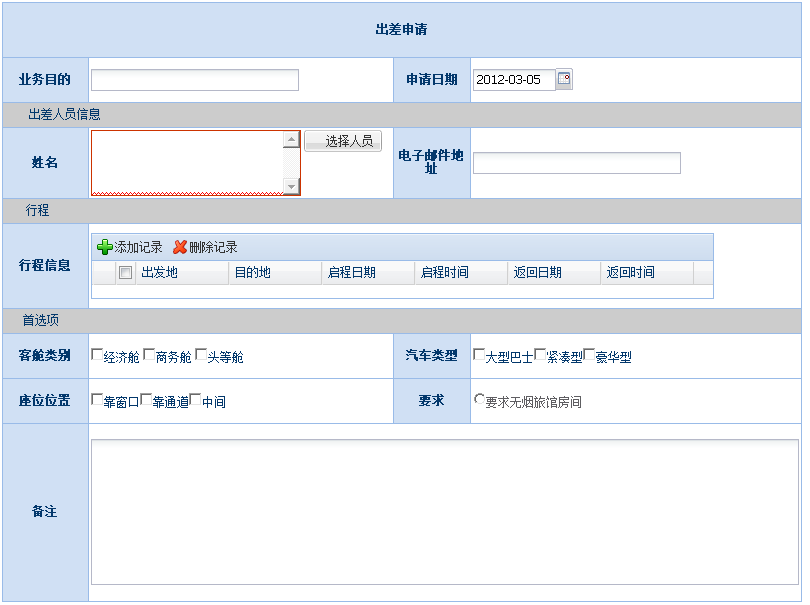 出差申请
业务目的
申请日期 2012-03-05
出差人员信息
姓名
选择人员
电子邮件地
址
行程
行程信息
添加记录 删除记录
出发地 目的地 启程日期 启程时间 返回日期 返回时间
首选项
客舱类别 经济舱 商务舱 头等舱
汽车类型 大型巴士 紧凑型 豪华型
座位位置 靠窗口 靠通道 中间
要求 要求无烟旅馆房间
备注